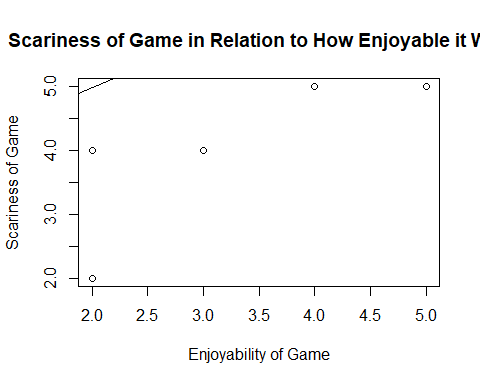 Scariness of Game in Relation to How Enjoyable it
Scariness of Game
5.0
4.0
3.0
2.0
2.0 2.5 3.0 3.5 4.0 4.5 5.0
Enjoyability of Game